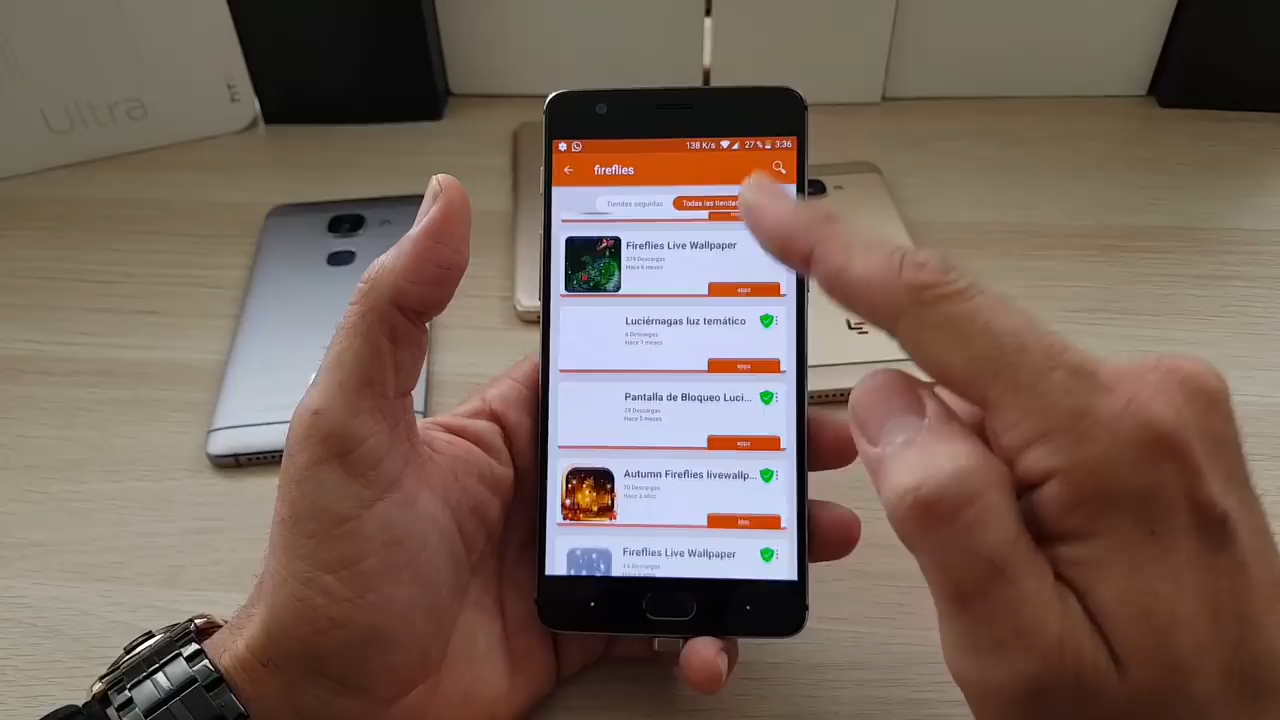 Ultra
138 K/s 27 % 3:36
fireflies
Tiendas seguidas Todas las tiendas
Fireflies Live Wallpaper
379 Descargas
Hace 6 meses
apps
Luciérnagas luz temático
6 Descargas
Hace 7 meses
apps
Pantalla de Bloqueo Luci...
29 Descargas
Hace 5 meses
apps
Autumn Fireflies livewallp...
70 Descargas
Hace 3 años
Fireflies Live Wallpaper